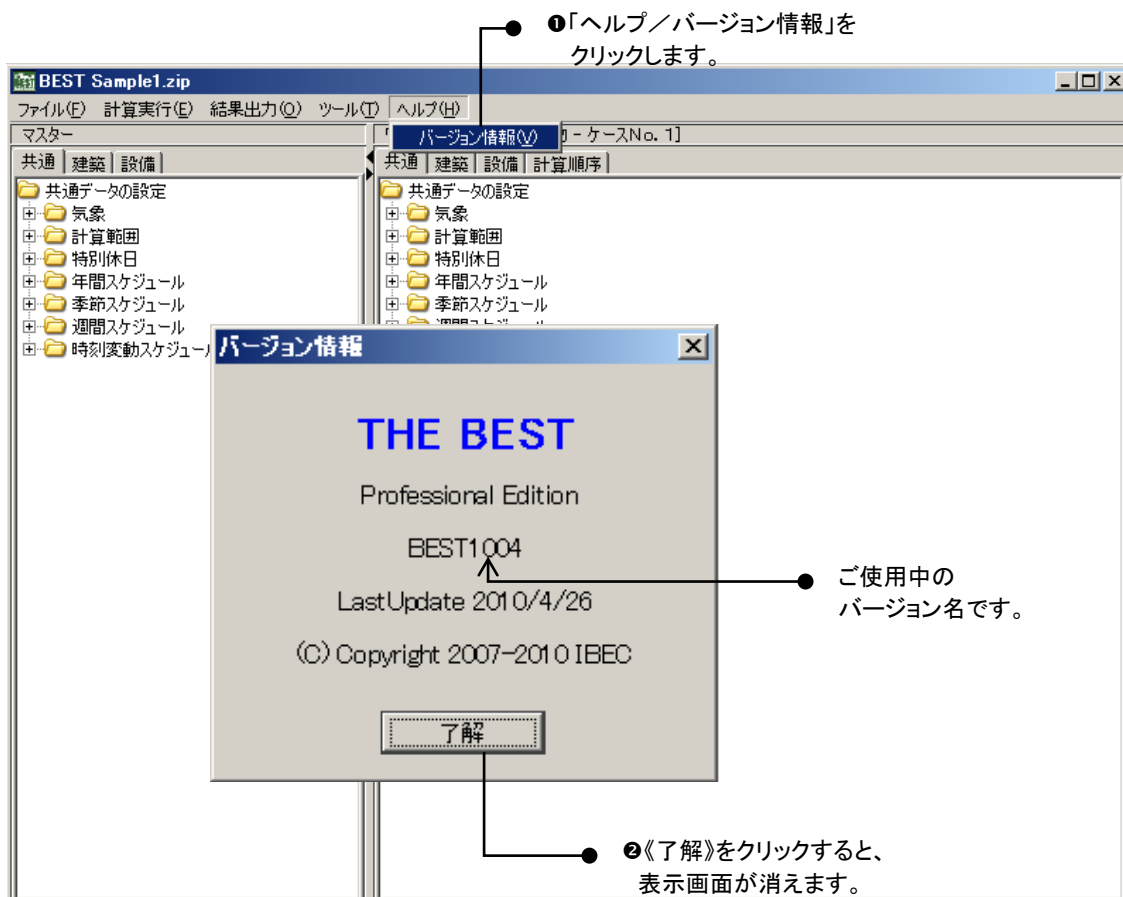 ❶「ヘルプ／バージョン情報」を
クリックします。
BEST Sample1.zip
ファイル(F) 計算実行(E) 結果出力(O) ツール(T) ヘルプ(H)
バージョン情報(V)
マスター
- ケースNo. 1]
共通 建築 設備
共通 建築 設備 計算順序
共通データの設定
気象
計算範囲
特別休日
年間スケジュール
季節スケジュール
週間スケジュール
時刻変動スケジュール
共通データの設定
気象
計算範囲
特別休日
年間スケジュール
季節スケジュール
バージョン情報
THE BEST
Professional Edition
BEST1004
LastUpdate 2010/4/26
(C) Copyright 2007-2010 IBEC
了解
ご使用中の
バージョン名です。
❷《了解》をクリックすると、
表示画面が消えます。